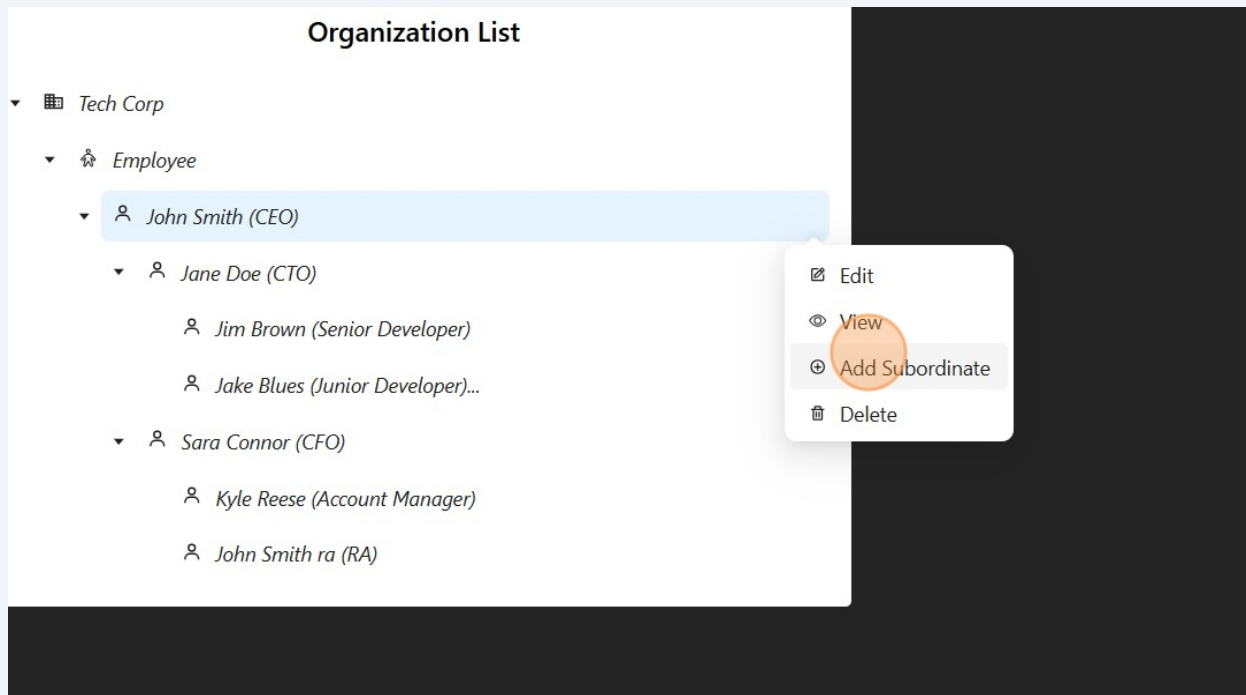 Organization List
Tech Corp
Employee
John Smith (CEO)
Jane Doe (CTO)
Jim Brown (Senior Developer)
Jake Blues (Junior Developer)...
Sara Connor (CFO)
Kyle Reese (Account Manager)
John Smith ra (RA)
Edit
View
Add Subordinate
Delete